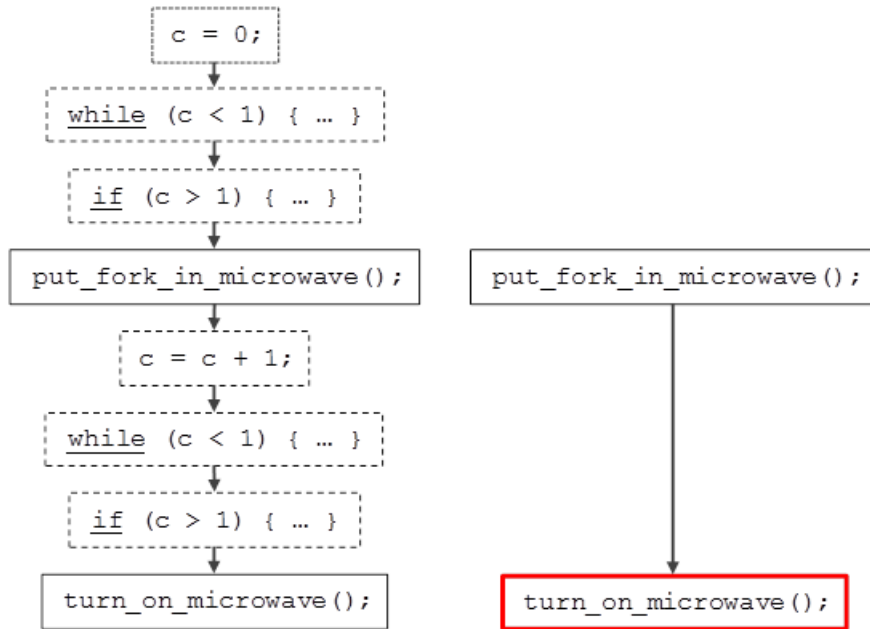 c = 0;
while (c < 1) { … }
if (c > 1) { … }
put_fork_in_microwave();
c = c + 1;
while (c < 1) { … }
if (c > 1) { … }
turn_on_microwave();
put_fork_in_microwave();
turn_on_microwave();